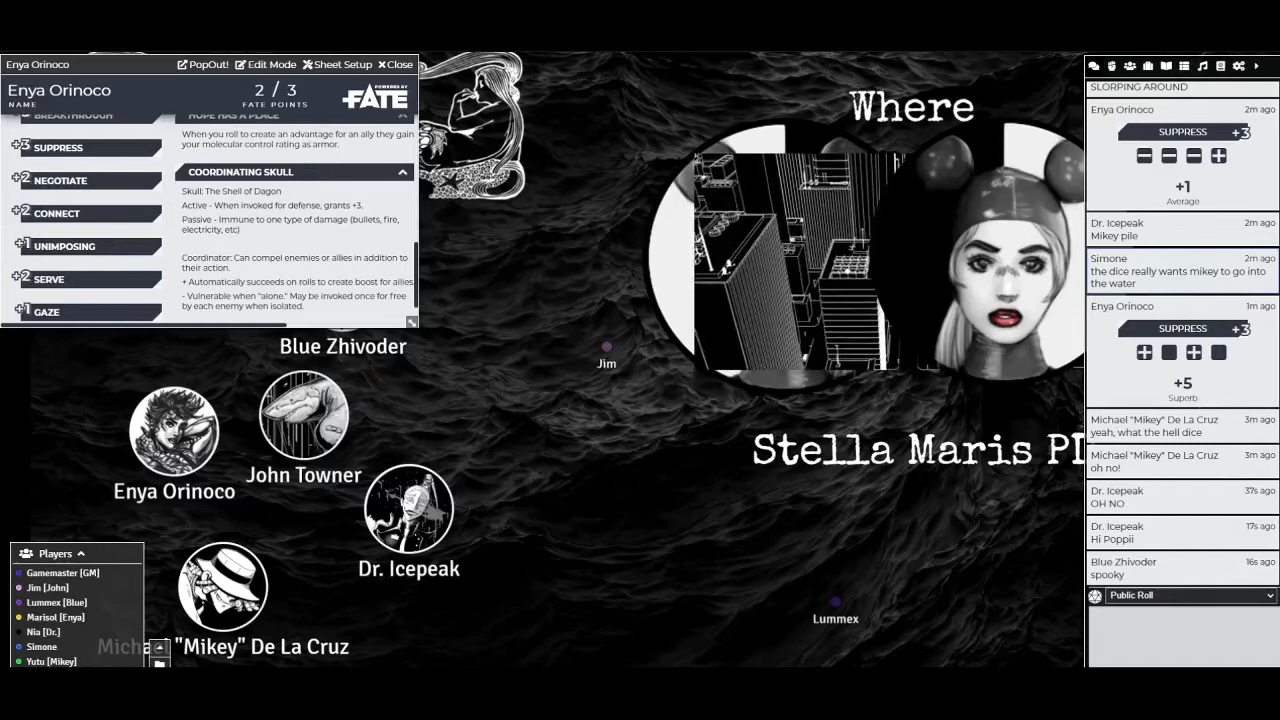 Enya Orinoco
PopOut! Edit Mode Sheet Setup Close
Enya Orinoco
NAME
2 / 3
FATE POINTS
POWERED BY
FATE
BREAKTHROUGH
+3 SUPPRESS
+2 NEGOTIATE
+2 CONNECT
+1 UNIMPOSING
+2 SERVE
+1 GAZE
HOPE HAS A PLACE
When you roll to create an advantage for an ally they gain
your molecular control rating as armor.
COORDINATING SKULL
Skull: The Shell of Dagon
Active - When invoked for defense, grants +3.
Passive - Immune to one type of damage (bullets, fire,
electricity, etc)
Coordinator: Can compel enemies or allies in addition to
their action.
+ Automatically succeeds on rolls to create boost for allies
- Vulnerable when "alone." May be invoked once for free
by each enemy when isolated.
Where
Stella Maris Pl
Blue Zhivoder
Jim
John Towner
Enya Orinoco
Dr. Icepeak
Michael "Mikey" De La Cruz
Lummex
Players
Gamemaster [GM]
Jim [John]
Lummex [Blue]
Marisol [Enya]
Nia [Dr.]
Simone
Yutu [Mikey]
SLORPING AROUND
Enya Orinoco 2m ago
SUPPRESS +3
+1
Average
Dr. Icepeak 2m ago
Mikey pile
Simone 2m ago
the dice really wants mikey to go into
the water
Enya Orinoco 1m ago
SUPPRESS +3
+5
Superb
Michael "Mikey" De La Cruz 3m ago
yeah, what the hell dice
Michael "Mikey" De La Cruz 3m ago
oh no!
Dr. Icepeak 37s ago
OH NO
Dr. Icepeak 17s ago
Hi Poppii
Blue Zhivoder 16s ago
spooky
Public Roll